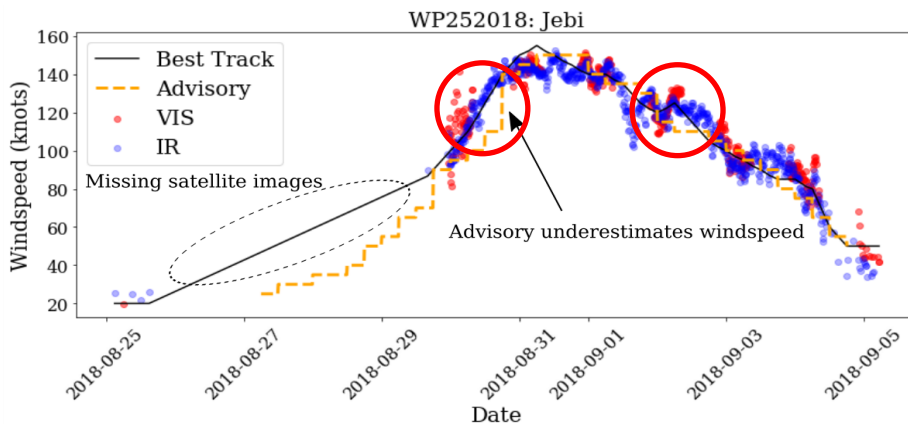 WP252018: Jebi
Windspeed (knots)
160
140
120
100
80
60
40
20
Best Track
Advisory
VIS
IR
Missing satellite images
Advisory underestimates windspeed
2018-08-25
2018-08-27
2018-08-29
2018-08-31
2018-09-01
2018-09-03
2018-09-05
Date